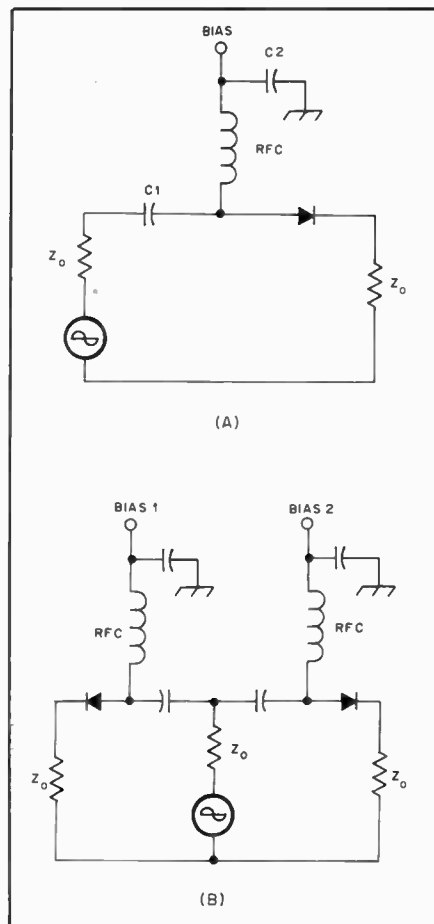 BIAS
C2
RFC
C1
Z₀
Z₀
(A)
BIAS 1
BIAS 2
RFC
RFC
Z₀
Z₀
Z₀
(B)